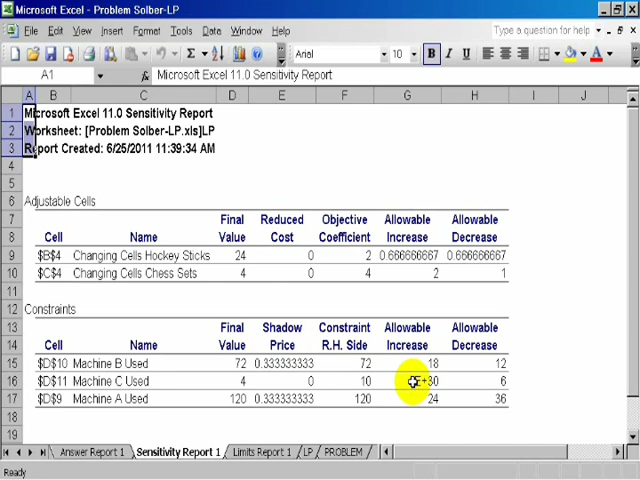 Microsoft Excel - Problem Solber-LP
File Edit View Insert Format Tools Data Window Help Type a question for help
Arial 10 B I U
A1 fx Microsoft Excel 11.0 Sensitivity Report
A B C D E F G H I J
1 Microsoft Excel 11.0 Sensitivity Report
2 Worksheet: [Problem Solber-LP.xls]LP
3 Report Created: 6/25/2011 11:39:34 AM
4
5
6 Adjustable Cells
7 Final Reduced Objective Allowable Allowable
8 Cell Name Value Cost Coefficient Increase Decrease
9 $B$4 Changing Cells Hockey Sticks 24 0 2 0.666666667 0.666666667
10 $C$4 Changing Cells Chess Sets 4 0 4 2 1
11
12 Constraints
13 Final Shadow Constraint Allowable Allowable
14 Cell Name Value Price R.H. Side Increase Decrease
15 $D$10 Machine B Used 72 0.333333333 72 18 12
16 $D$11 Machine C Used 4 0 10 E+30 6
17 $D$9 Machine A Used 120 0.333333333 120 24 36
18
19
Answer Report 1 Sensitivity Report 1 Limits Report 1 LP PROBLEM
Ready